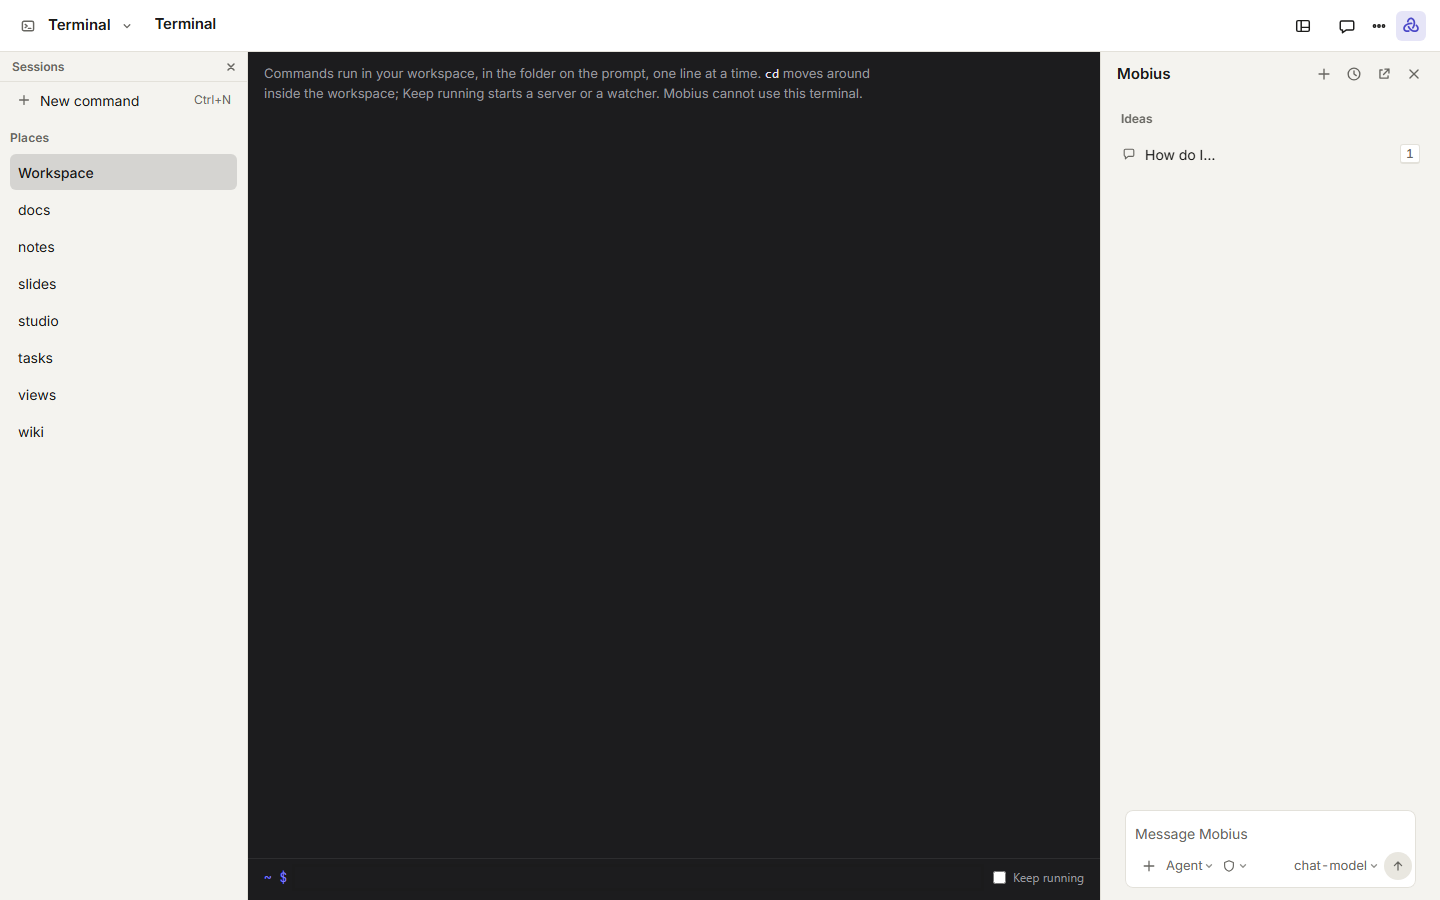 Terminal
Terminal
Sessions
New command Ctrl+N
Places
Workspace
docs
notes
slides
studio
tasks
views
wiki
Commands run in your workspace, in the folder on the prompt, one line at a time. cd moves around
inside the workspace; Keep running starts a server or a watcher. Mobius cannot use this terminal.
~ $
Keep running
Mobius
Ideas
How do I... 1
Message Mobius
Agent
chat-model